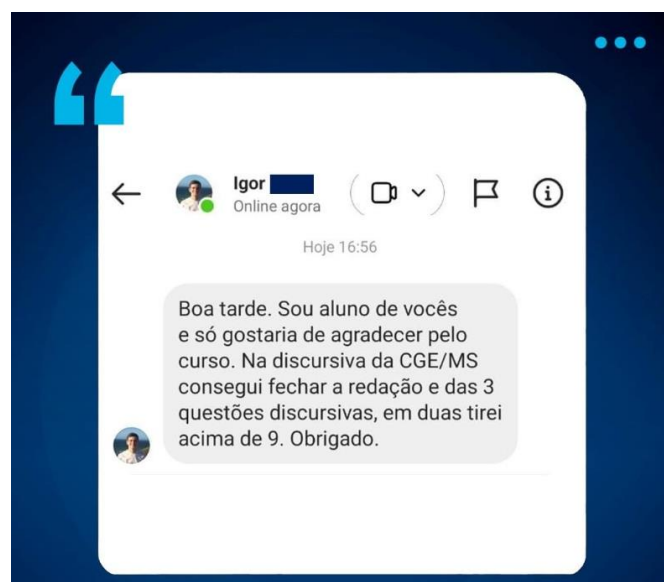 Igor
Online agora
Hoje 16:56
Boa tarde. Sou aluno de vocês
e só gostaria de agradecer pelo
curso. Na discursiva da CGE/MS
consegui fechar a redação e das 3
questões discursivas, em duas tirei
acima de 9. Obrigado.